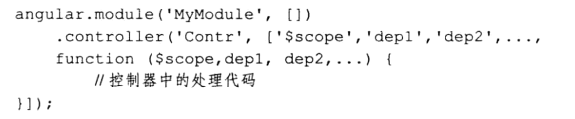 angular.module('MyModule', [])
    .controller('Contr', ['$scope','dep1','dep2',...,
    function ($scope,dep1, dep2,...) {
        //控制器中的处理代码
}]);